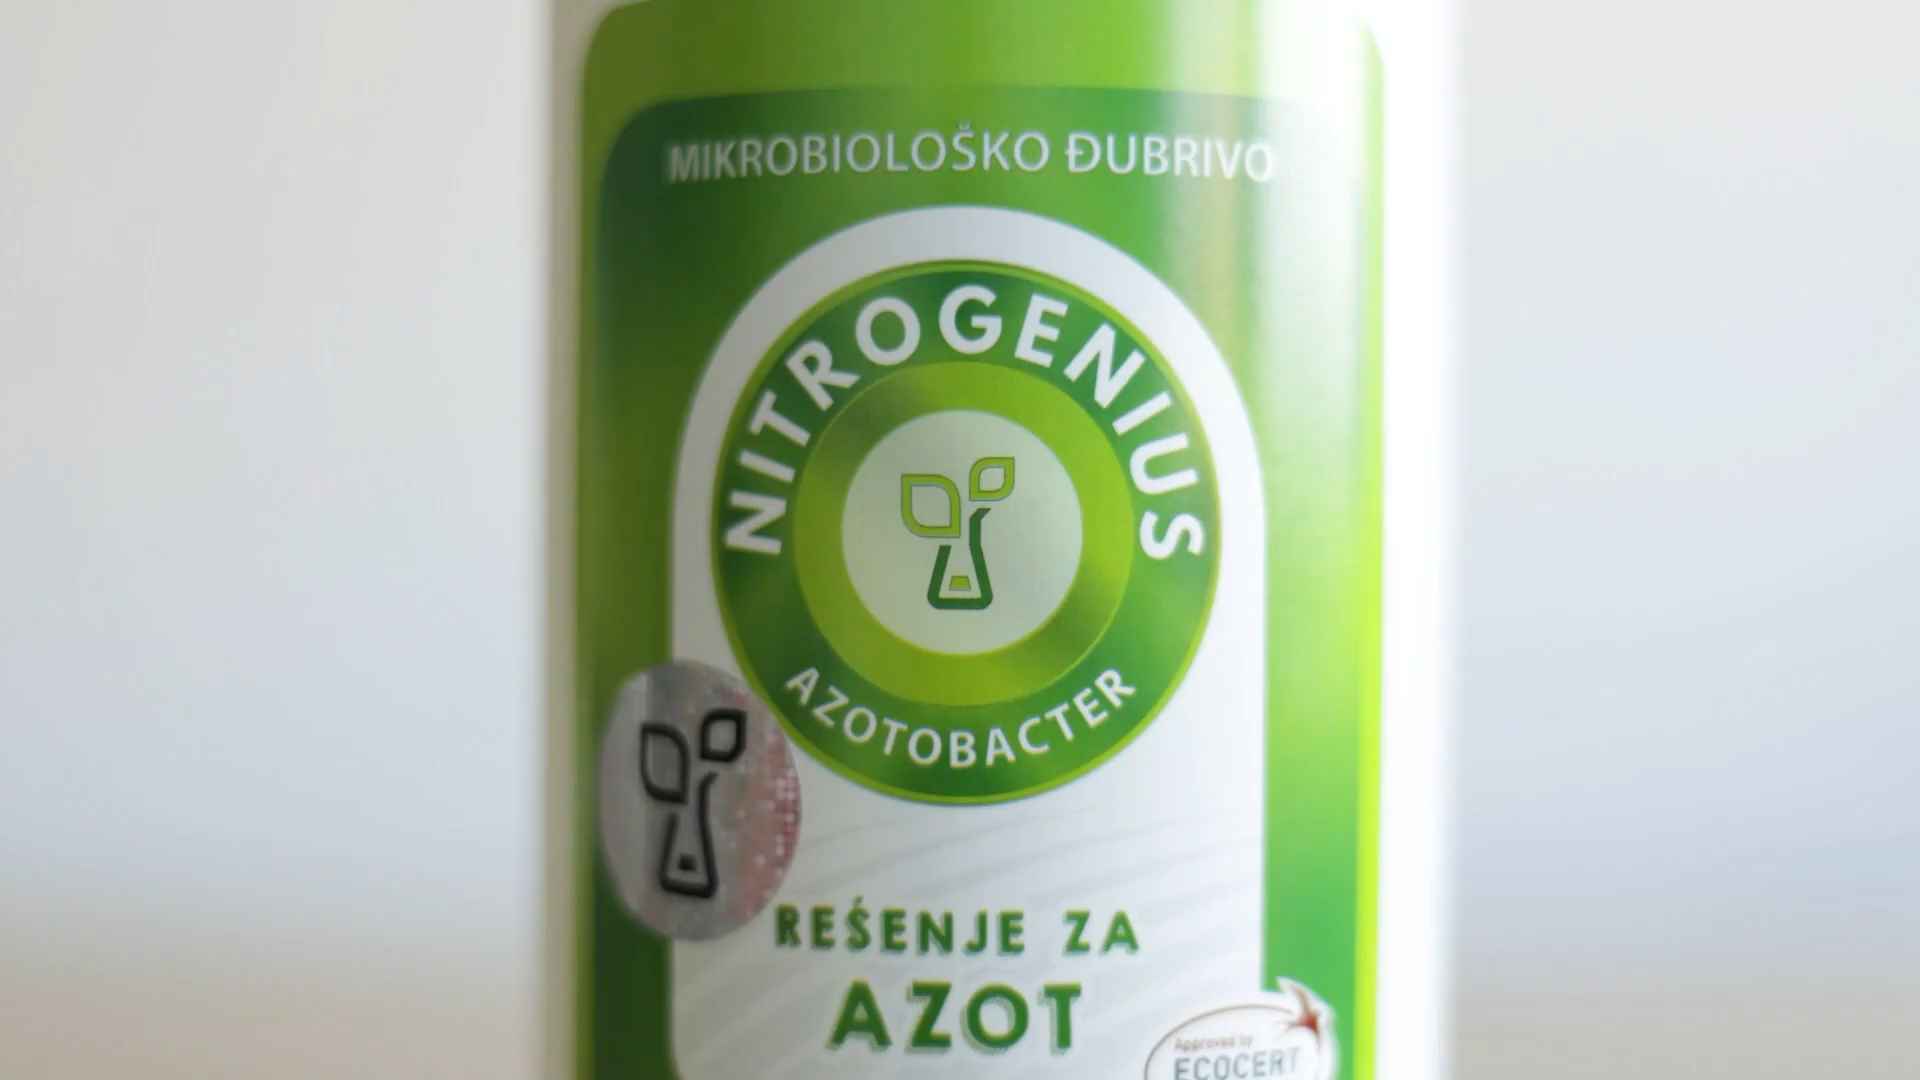 MIKROBIOLOŠKO ĐUBRIVO
NITROGENIUS
AZOTOBACTER
REŠENJE ZA
AZOT
Approved by
ECOCERT